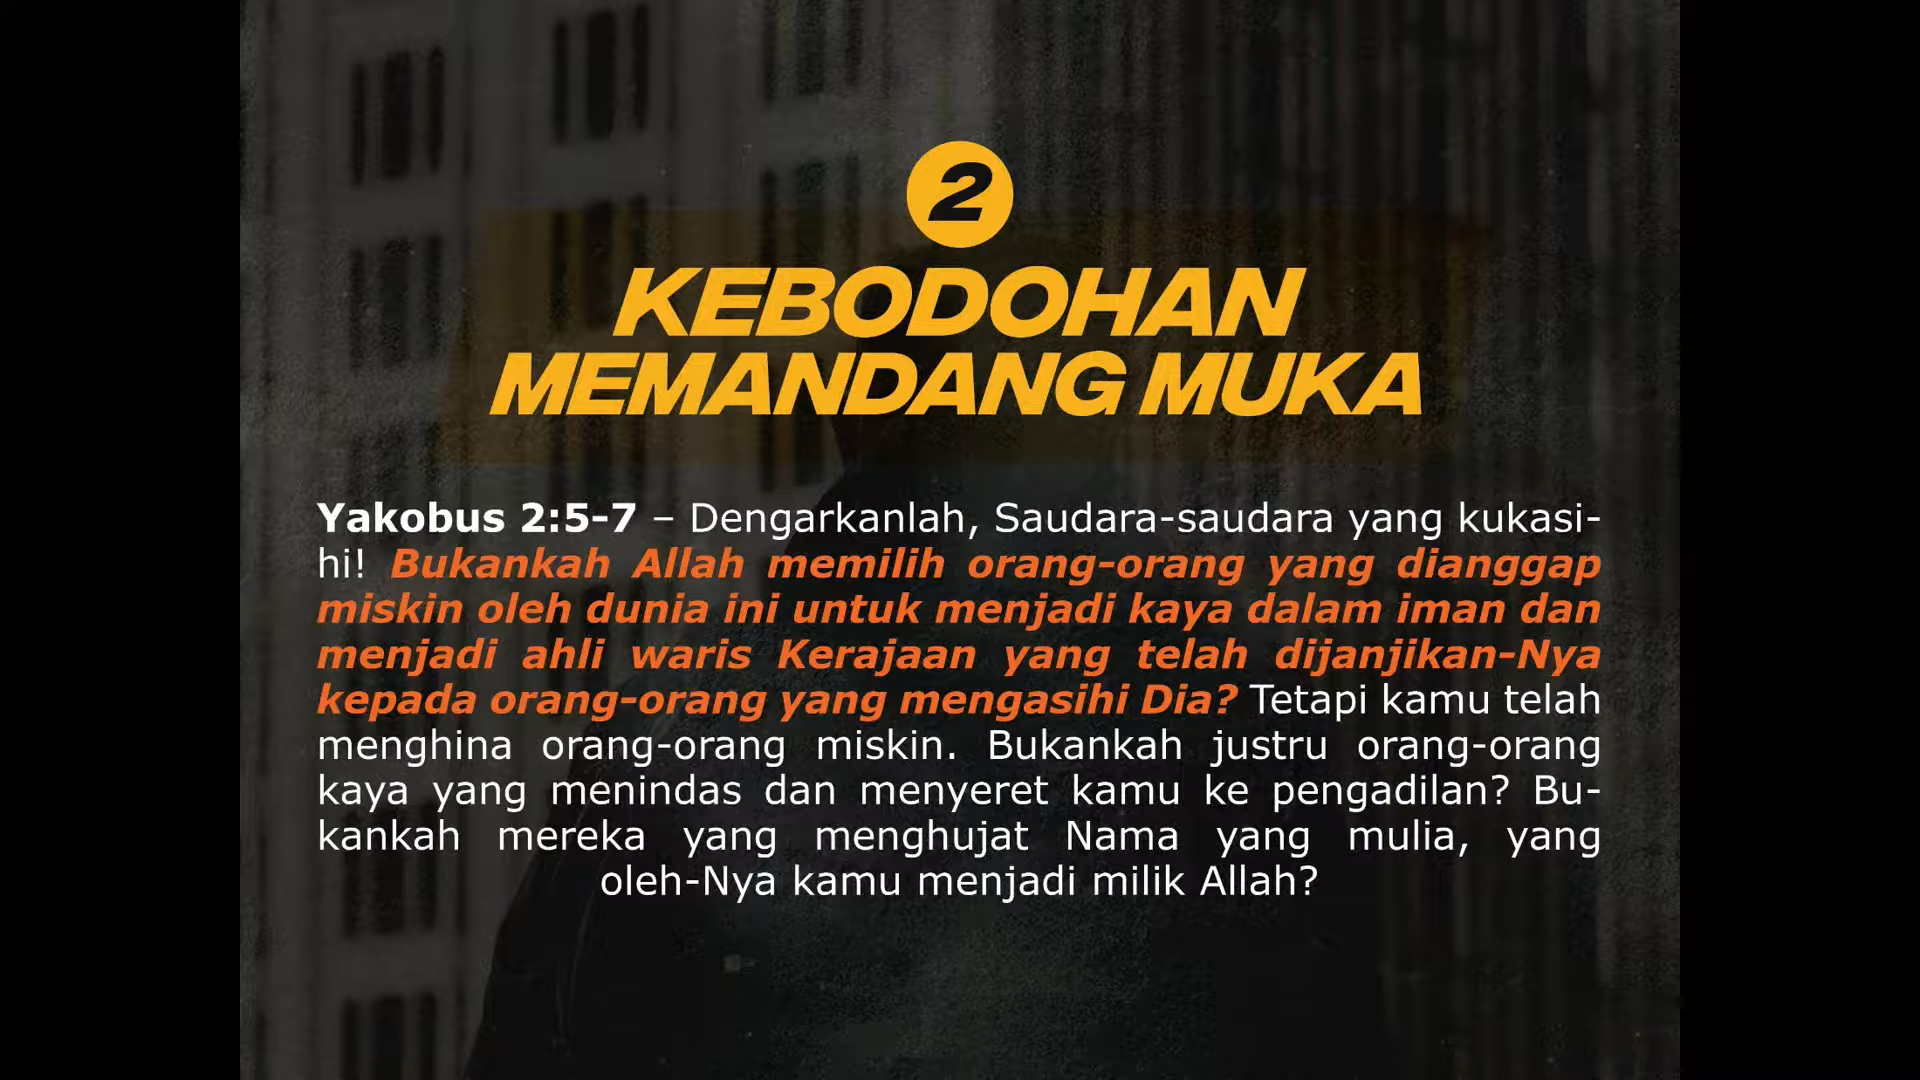 2
KEBODOHAN
MEMANDANG MUKA
Yakobus 2:5-7 – Dengarkanlah, Saudara-saudara yang kukasi-
hi! Bukankah Allah memilih orang-orang yang dianggap
miskin oleh dunia ini untuk menjadi kaya dalam iman dan
menjadi ahli waris Kerajaan yang telah dijanjikan-Nya
kepada orang-orang yang mengasihi Dia? Tetapi kamu telah
menghina orang-orang miskin. Bukankah justru orang-orang
kaya yang menindas dan menyeret kamu ke pengadilan? Bu-
kankah mereka yang menghujat Nama yang mulia, yang
oleh-Nya kamu menjadi milik Allah?